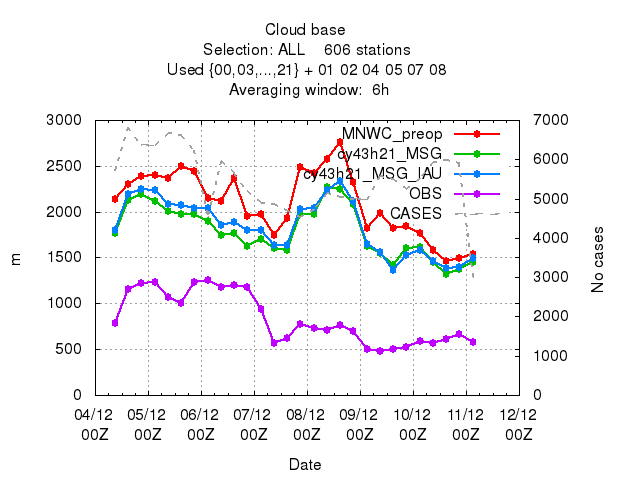 Cloud base
Selection: ALL    606 stations
Used {00,03,...,21} + 01 02 04 05 07 08
Averaging window:  6h
3000
2500
2000
1500
1000
500
0
m
7000
6000
5000
4000
3000
2000
1000
0
No cases
MNWC_preop
cy43h21_MSG
cy43h21_MSG_IAU
OBS
CASES
04/12 05/12 06/12 07/12 08/12 09/12 10/12 11/12 12/12
00Z 00Z 00Z 00Z 00Z 00Z 00Z 00Z 00Z
Date